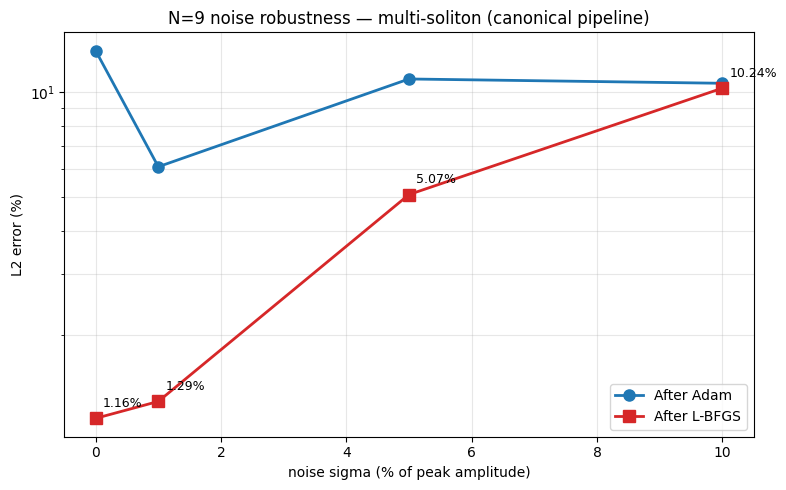 N=9 noise robustness — multi-soliton (canonical pipeline)
L2 error (%)
10¹
10.24%
5.07%
1.29%
1.16%
After Adam
After L-BFGS
0 2 4 6 8 10
noise sigma (% of peak amplitude)